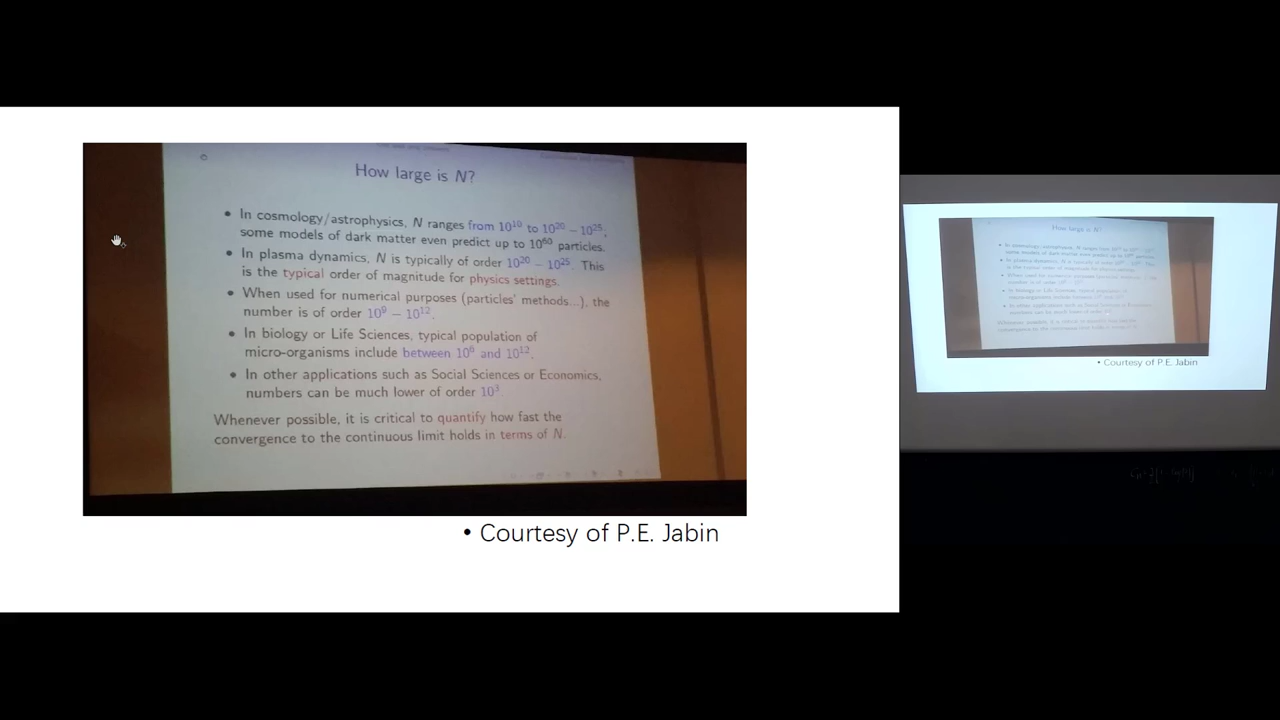 How large is N?
• In cosmology/astrophysics, N ranges from 10¹⁰ to 10²⁰ – 10²⁵,
some models of dark matter even predict up to 10⁶⁰ particles.
• In plasma dynamics, N is typically of order 10²⁰ – 10²⁵. This
is the typical order of magnitude for physics settings.
• When used for numerical purposes (particles' methods...), the
number is of order 10⁹ – 10¹².
• In biology or Life Sciences, typical population of
micro-organisms include between 10⁶ and 10¹².
• In other applications such as Social Sciences or Economics,
numbers can be much lower of order 10³.
Whenever possible, it is critical to quantify how fast the
convergence to the continuous limit holds in terms of N.
• Courtesy of P.E. Jabin
How large is N?
• Courtesy of P.E. Jabin